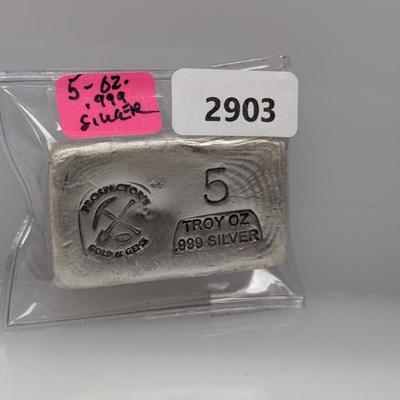 5-oz.
.999
SILVER
2903
PROSPECTOR'S
GOLD & GEMS
5
TROY OZ
.999 SILVER